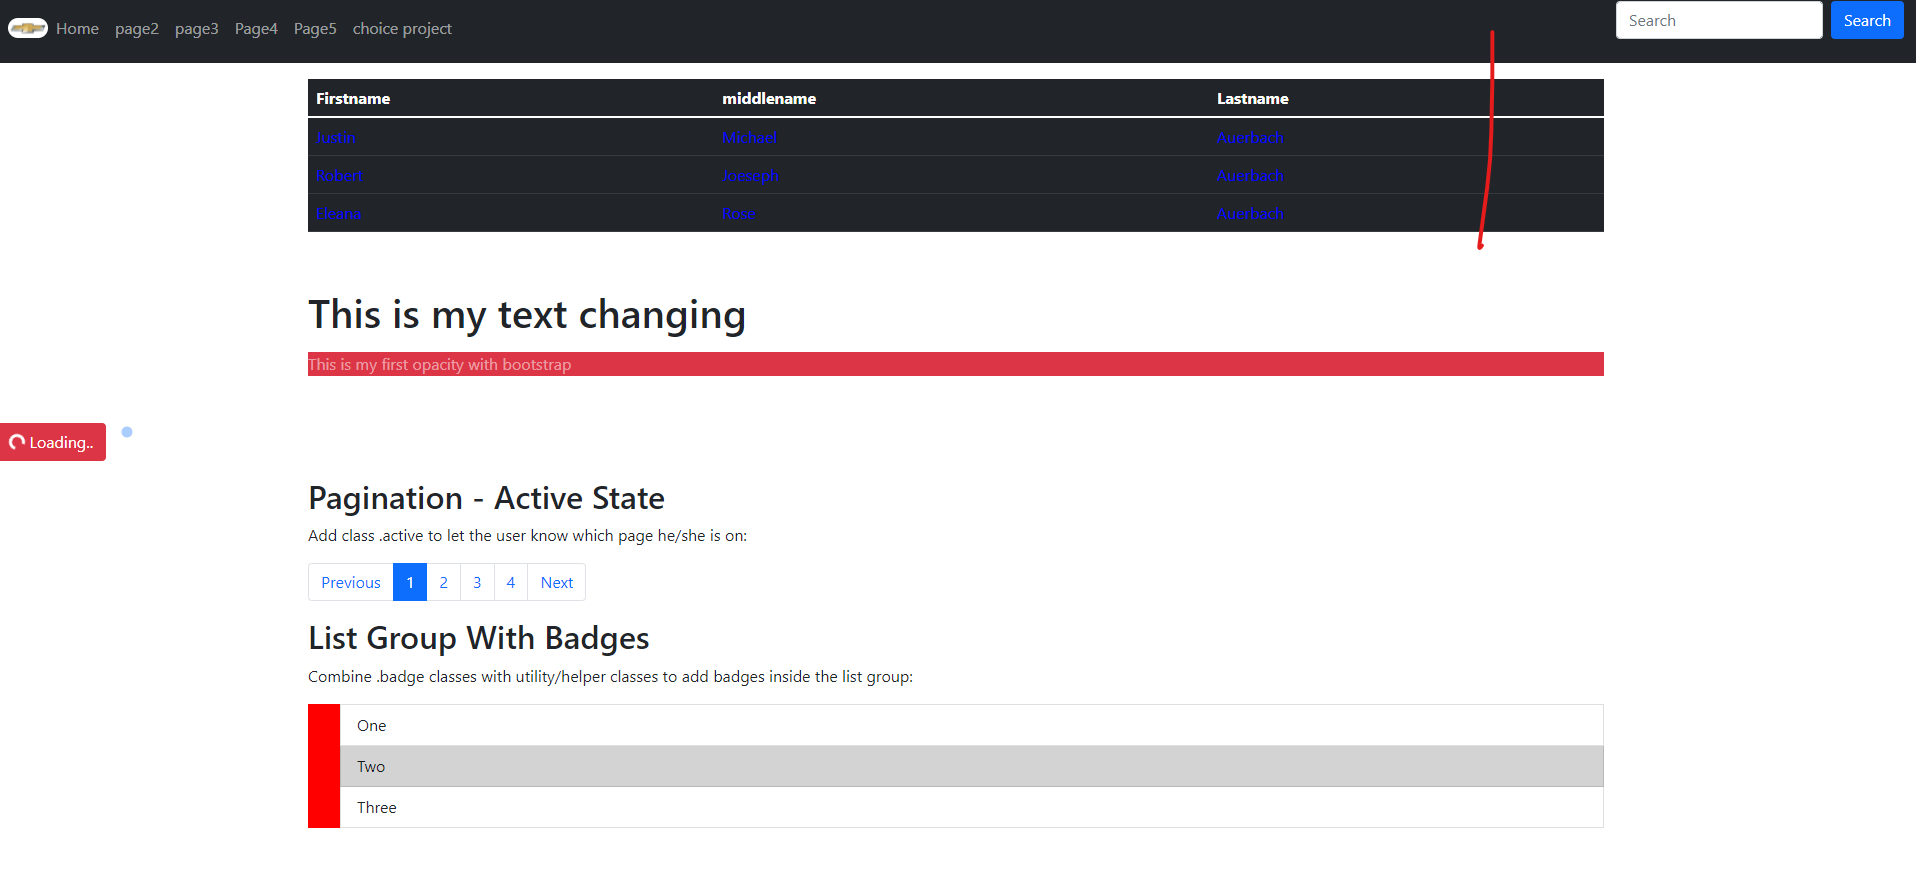 Home page2 page3 Page4 Page5 choice project Search Search
Firstname middlename Lastname
Justin Michael Auerbach
Robert Joeseph Auerbach
Deana Rose Auerbach
This is my text changing
This is my first opacity with bootstrap
Loading..
Pagination - Active State
Add class .active to let the user know which page he/she is on:
Previous 1 2 3 4 Next
List Group With Badges
Combine .badge classes with utility/helper classes to add badges inside the list group:
One
Two
Three